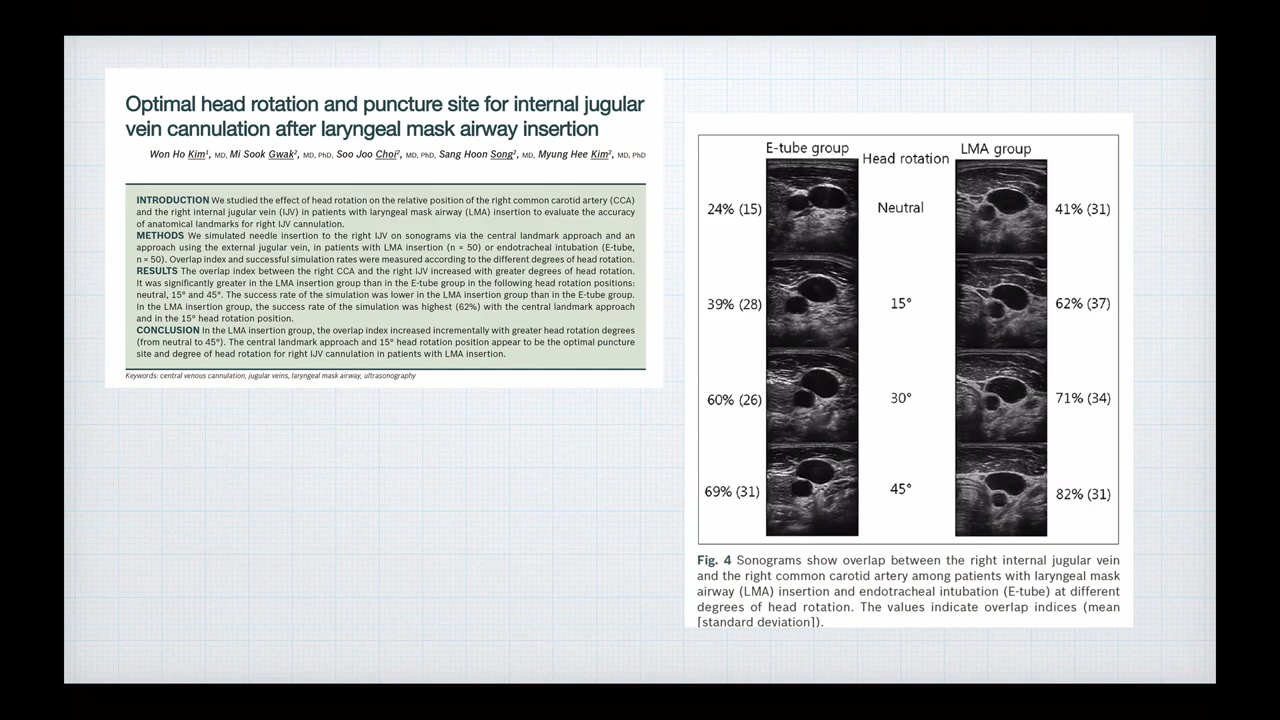 Optimal head rotation and puncture site for internal jugular
vein cannulation after laryngeal mask airway insertion
Won Ho Kim¹, MD, Mi Sook Gwak², MD, PhD, Soo Joo Choi², MD, PhD, Sang Hoon Song², MD, Myung Hee Kim², MD, PhD
INTRODUCTION We studied the effect of head rotation on the relative position of the right common carotid artery (CCA)
and the right internal jugular vein (IJV) in patients with laryngeal mask airway (LMA) insertion to evaluate the accuracy
of anatomical landmarks for right IJV cannulation.
METHODS We simulated needle insertion to the right IJV on sonograms via the central landmark approach and an
approach using the external jugular vein, in patients with LMA insertion (n = 50) or endotracheal intubation (E-tube,
n = 50). Overlap index and successful simulation rates were measured according to the different degrees of head rotation.
RESULTS The overlap index between the right CCA and the right IJV increased with greater degrees of head rotation.
It was significantly greater in the LMA insertion group than in the E-tube group in the following head rotation positions:
neutral, 15° and 45°. The success rate of the simulation was lower in the LMA insertion group than in the E-tube group.
In the LMA insertion group, the success rate of the simulation was highest (62%) with the central landmark approach
and in the 15° head rotation position.
CONCLUSION In the LMA insertion group, the overlap index increased incrementally with greater head rotation degrees
(from neutral to 45°). The central landmark approach and 15° head rotation position appear to be the optimal puncture
site and degree of head rotation for right IJV cannulation in patients with LMA insertion.
Keywords: central venous cannulation, jugular veins, laryngeal mask airway, ultrasonography
E-tube group Head rotation LMA group
24% (15) Neutral 41% (31)
39% (28) 15° 62% (37)
60% (26) 30° 71% (34)
69% (31) 45° 82% (31)
Fig. 4 Sonograms show overlap between the right internal jugular vein
and the right common carotid artery among patients with laryngeal mask
airway (LMA) insertion and endotracheal intubation (E-tube) at different
degrees of head rotation. The values indicate overlap indices (mean
[standard deviation]).